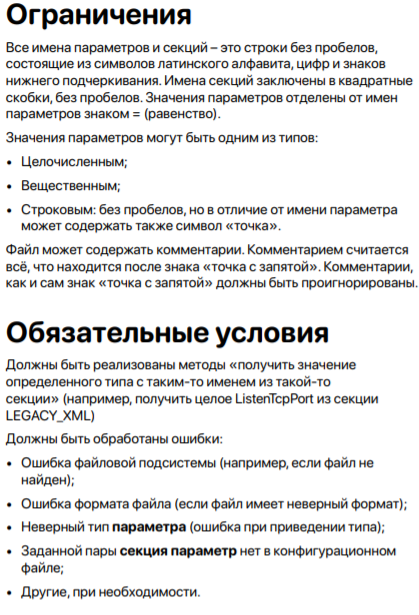 Ограничения
Все имена параметров и секций – это строки без пробелов,
состоящие из символов латинского алфавита, цифр и знаков
нижнего подчеркивания. Имена секций заключены в квадратные
скобки, без пробелов. Значения параметров отделены от имен
параметров знаком = (равенство).
Значения параметров могут быть одним из типов:
• Целочисленным;
• Вещественным;
• Строковым: без пробелов, но в отличие от имени параметра
может содержать также символ «точка».
Файл может содержать комментарии. Комментарием считается
всё, что находится после знака «точка с запятой». Комментарии,
как и сам знак «точка с запятой» должны быть проигнорированы.
Обязательные условия
Должны быть реализованы методы «получить значение
определенного типа с таким-то именем из такой-то
секции» (например, получить целое ListenTcpPort из секции
LEGACY_XML)
Должны быть обработаны ошибки:
• Ошибка файловой подсистемы (например, если файл не
найден);
• Ошибка формата файла (если файл имеет неверный формат);
• Неверный тип параметра (ошибка при приведении типа);
• Заданной пары секция параметр нет в конфигурационном
файле;
• Другие, при необходимости.